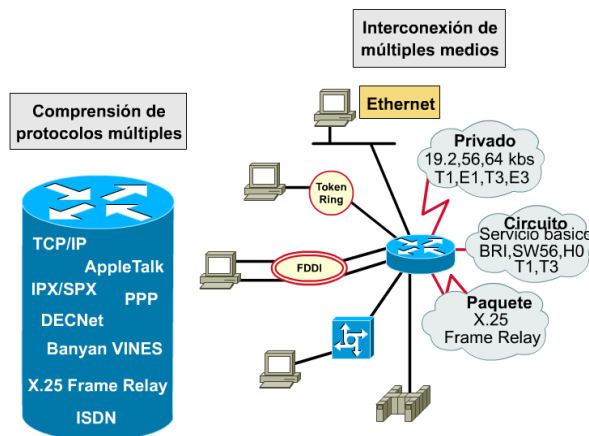 Interconexión de
múltiples medios
Comprensión de
protocolos múltiples
Ethernet
Privado
19.2,56,64 kbs
T1,E1,T3,E3
Token
Ring
Circuito
Servicio básico
BRI,SW56,H0
T1,T3
FDDI
Paquete
X.25
Frame Relay
TCP/IP
AppleTalk
IPX/SPX
PPP
DECNet
Banyan VINES
X.25 Frame Relay
ISDN